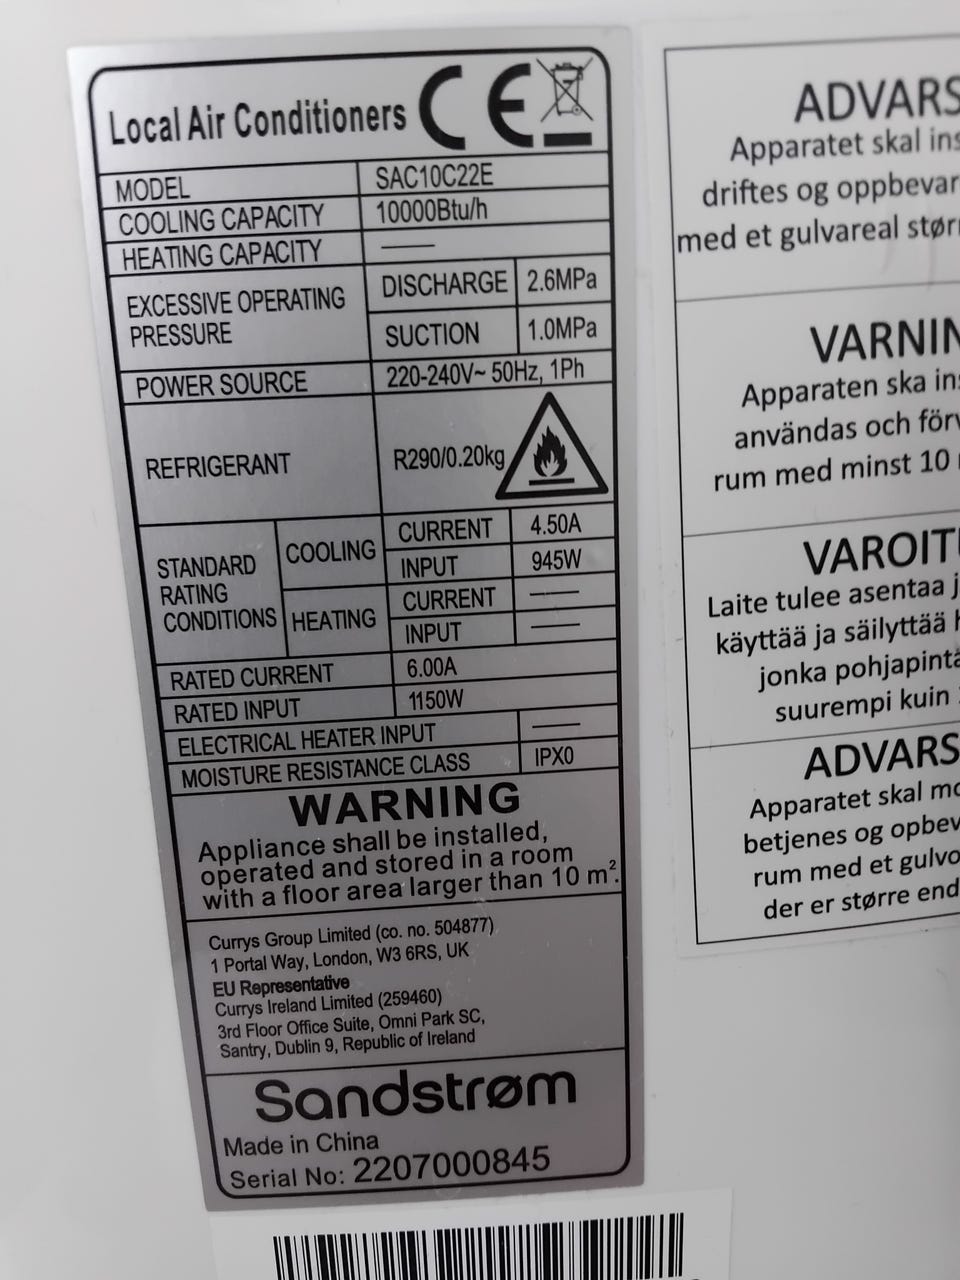 Local Air Conditioners CE
MODEL SAC10C22E
COOLING CAPACITY 10000Btu/h
HEATING CAPACITY ——
EXCESSIVE OPERATING PRESSURE DISCHARGE 2.6MPa
SUCTION 1.0MPa
POWER SOURCE 220-240V~ 50Hz, 1Ph
REFRIGERANT R290/0.20kg
STANDARD RATING CONDITIONS COOLING CURRENT 4.50A
INPUT 945W
HEATING CURRENT ——
INPUT ——
RATED CURRENT 6.00A
RATED INPUT 1150W
ELECTRICAL HEATER INPUT ——
MOISTURE RESISTANCE CLASS IPX0
WARNING
Appliance shall be installed,
operated and stored in a room
with a floor area larger than 10 m².
Currys Group Limited (co. no. 504877)
1 Portal Way, London, W3 6RS, UK
EU Representative
Currys Ireland Limited (259460)
3rd Floor Office Suite, Omni Park SC,
Santry, Dublin 9, Republic of Ireland
Sandstrøm
Made in China
Serial No: 2207000845
ADVARS
Apparatet skal ins
driftes og oppbevar
med et gulvareal størr
VARNIN
Apparaten ska ins
användas och förv
rum med minst 10
VAROIT
Laite tulee asentaa
käyttää ja säilyttää
jonka pohjapinta
suurempi kuin
ADVARS
Apparatet skal mo
betjenes og opbev
rum med et gulvo
der er større end